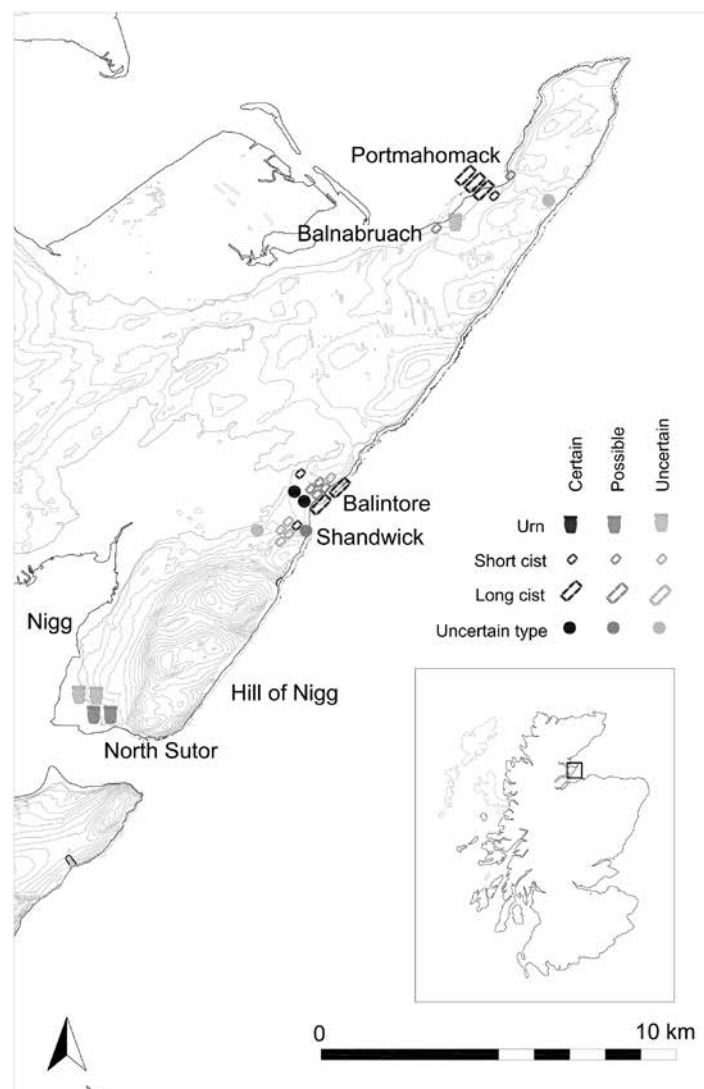 Portmahomack
Balnabruach
Certain
Possible
Uncertain
Balintore
Urn
Shandwick
Short cist
Long cist
Nigg
Uncertain type
Hill of Nigg
North Sutor
0
10 km